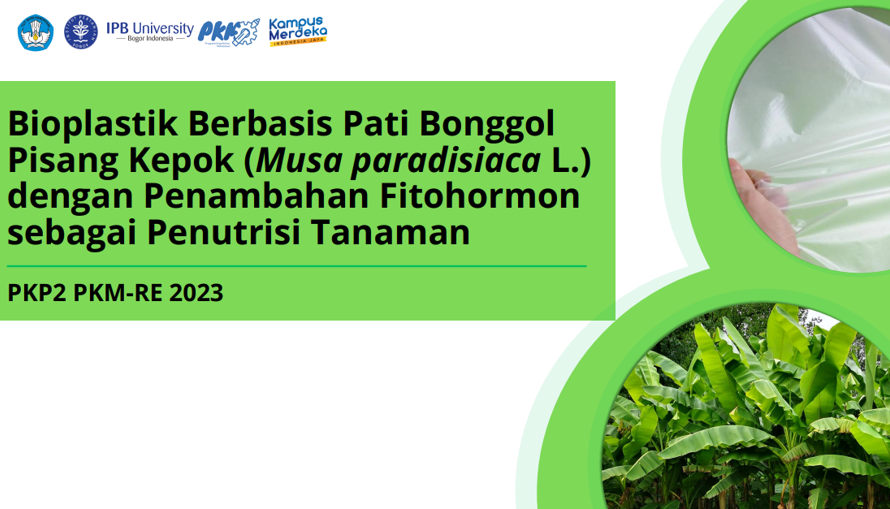 IPB University
Bogor Indonesia
PKM
Kampus
Merdeka
INDONESIA JAYA
Bioplastik Berbasis Pati Bonggol
Pisang Kepok (Musa paradisiaca L.)
dengan Penambahan Fitohormon
sebagai Penutrisi Tanaman
PKP2 PKM-RE 2023